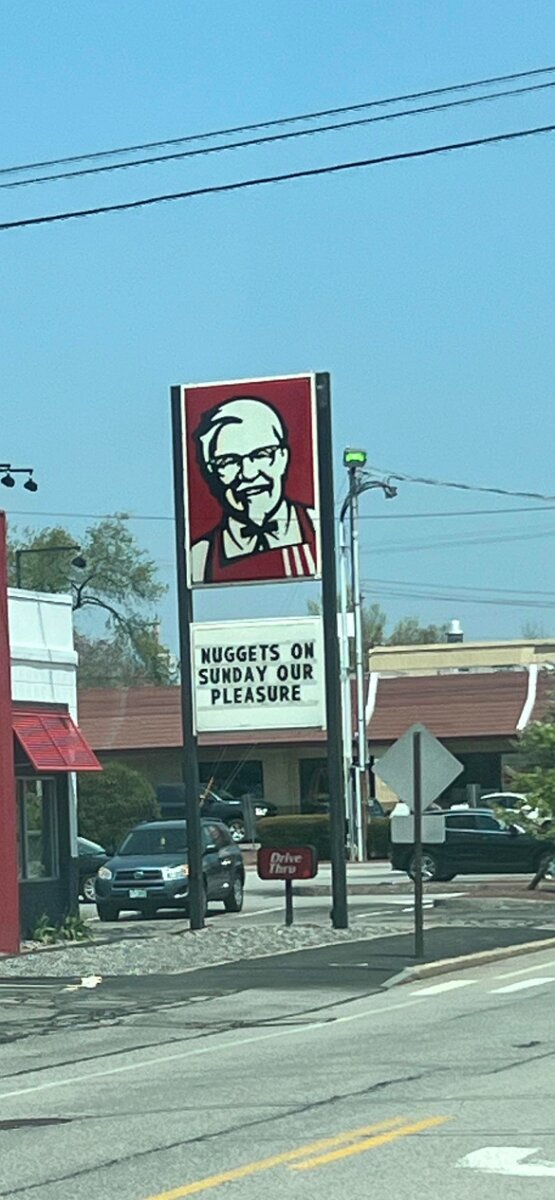 NUGGETS ON
SUNDAY OUR
PLEASURE
Drive
Thru